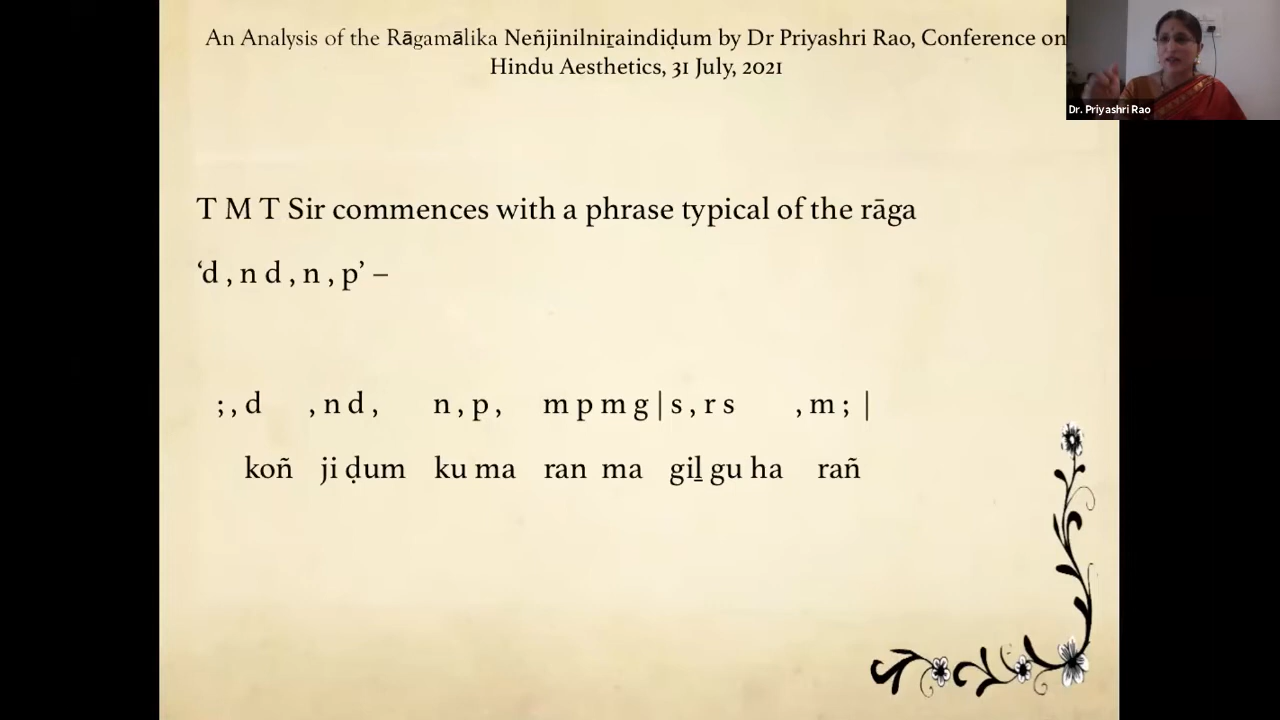 An Analysis of the Rāgamālika Neñjinilniṟaindiḍum by Dr Priyashri Rao, Conference on
Hindu Aesthetics, 31 July, 2021
Dr. Priyashri Rao
T M T Sir commences with a phrase typical of the rāga
‘d , n d , n , p’ –
; , d , n d , n , p , m p m g | s , r s , m ; |
koñ ji ḍum ku ma ran ma giḻ gu ha rañ